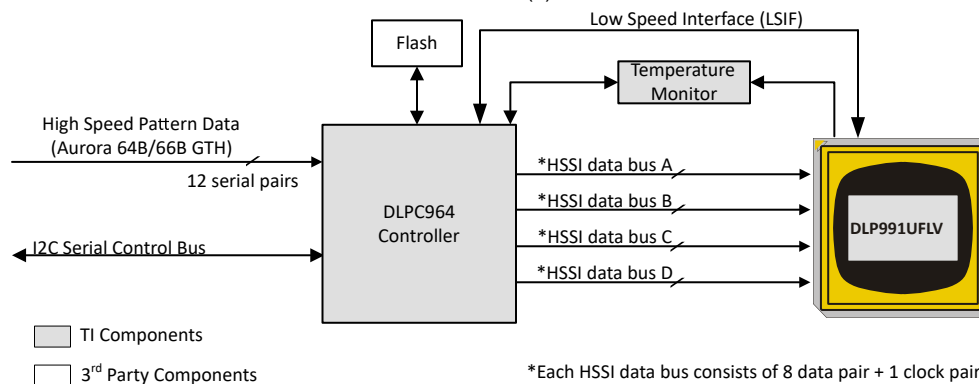 Low Speed Interface (LSIF)
Flash
Temperature
Monitor
High Speed Pattern Data
(Aurora 64B/66B GTH)
12 serial pairs
*HSSI data bus A
*HSSI data bus B
DLPC964
Controller
DLP991UFLV
*HSSI data bus C
I2C Serial Control Bus
*HSSI data bus D
TI Components
3rd Party Components
*Each HSSI data bus consists of 8 data pair + 1 clock pair